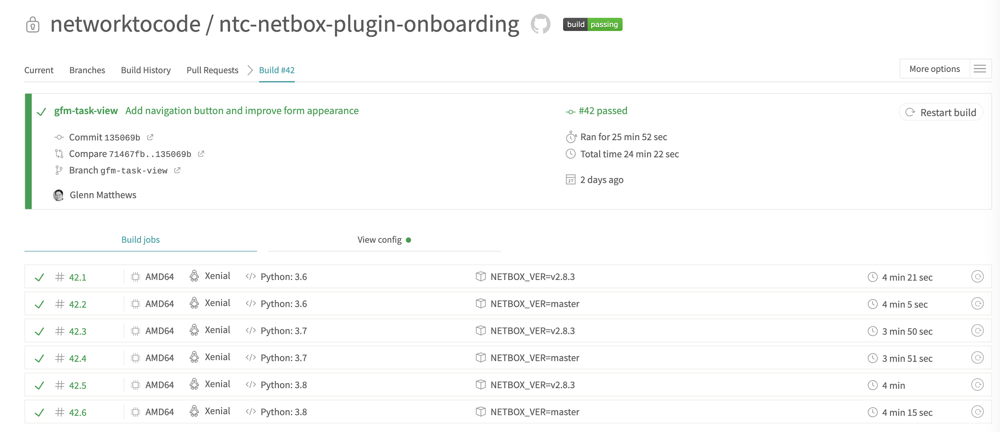 networktocode / ntc-netbox-plugin-onboarding build passing
Current Branches Build History Pull Requests Build #42 More options
gfm-task-view Add navigation button and improve form appearance
Commit 135069b
Compare 71467fb..135069b
Branch gfm-task-view
Glenn Matthews
#42 passed
Ran for 25 min 52 sec
Total time 24 min 22 sec
27 2 days ago
Restart build
Build jobs View config
# 42.1 AMD64 Xenial </> Python: 3.6 NETBOX_VER=v2.8.3 4 min 21 sec
# 42.2 AMD64 Xenial </> Python: 3.6 NETBOX_VER=master 4 min 5 sec
# 42.3 AMD64 Xenial </> Python: 3.7 NETBOX_VER=v2.8.3 3 min 50 sec
# 42.4 AMD64 Xenial </> Python: 3.7 NETBOX_VER=master 3 min 51 sec
# 42.5 AMD64 Xenial </> Python: 3.8 NETBOX_VER=v2.8.3 4 min
# 42.6 AMD64 Xenial </> Python: 3.8 NETBOX_VER=master 4 min 15 sec